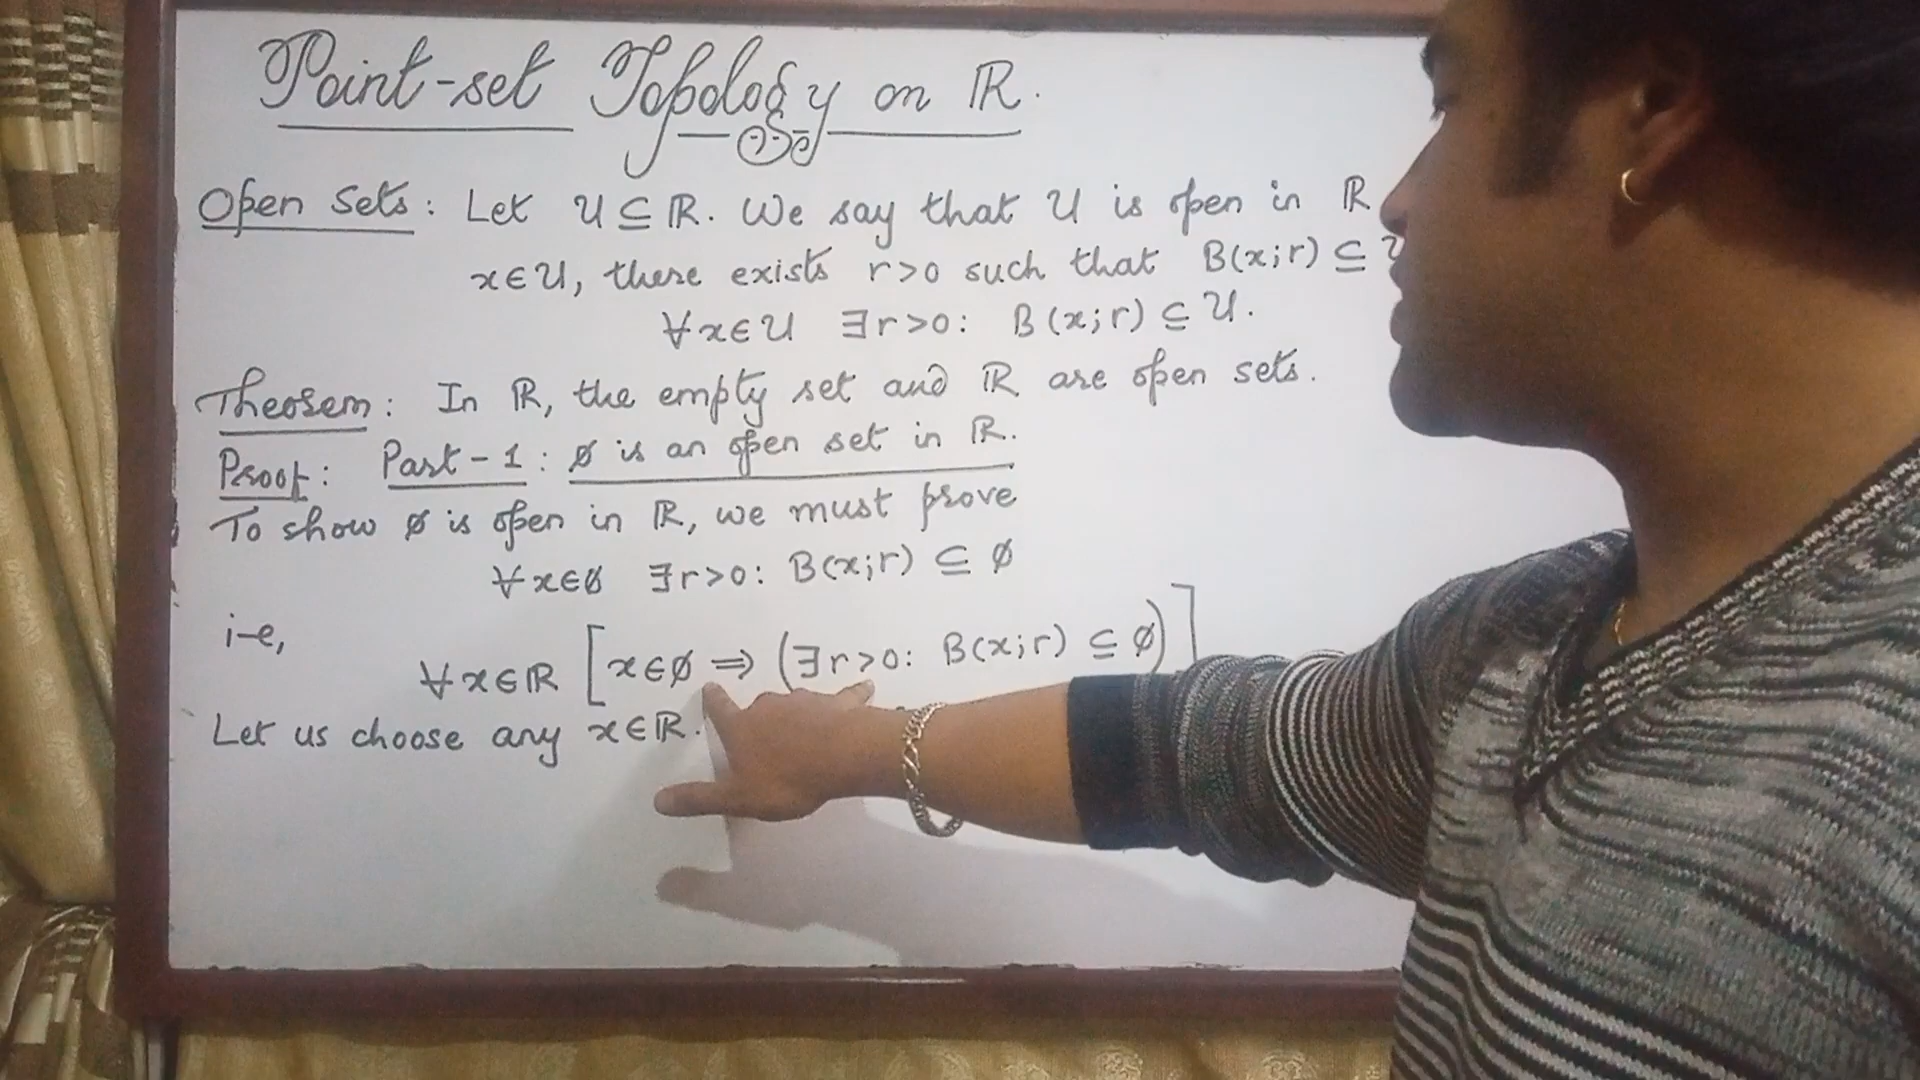 Point-set Topology on ℝ.
Open Sets: Let U ⊆ ℝ. We say that U is open in ℝ
x∈U, there exists r>0 such that B(x;r) ⊆
∀x∈U ∃r>0: B(x;r) ⊆ U.
Theorem: In ℝ, the empty set and ℝ are open sets.
Proof: Part-1: ∅ is an open set in ℝ.
To show ∅ is open in ℝ, we must prove
∀x∈∅ ∃r>0: B(x;r) ⊆ ∅
i-e,
∀x∈ℝ [x∈∅ ⇒ (∃r>0: B(x;r) ⊆ ∅)]
Let us choose any x∈ℝ.